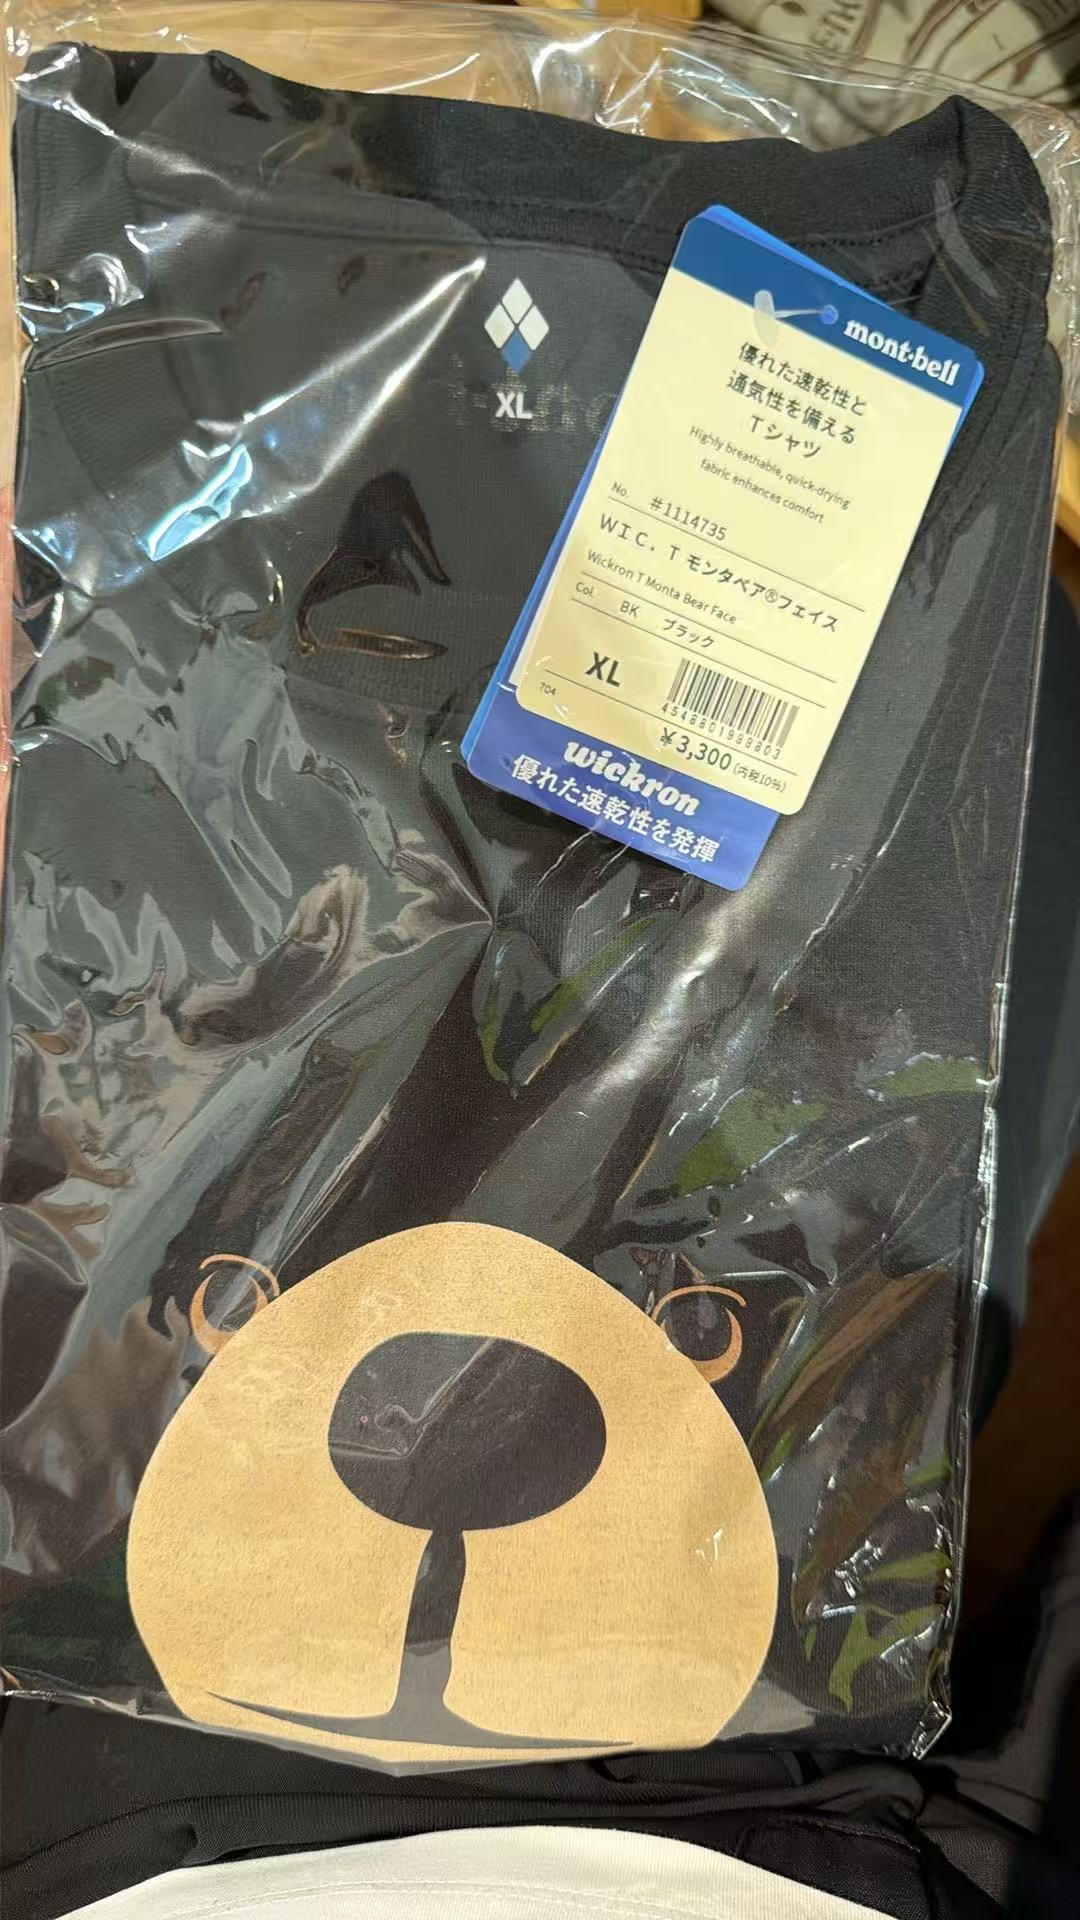 XL
mont·bell
優れた速乾性と
通気性を備える
Tシャツ
Highly breathable, quick-drying
fabric enhances comfort
No. #1114735
WIC. T モンタベア®フェイス
Wickron T Monta Bear Face
Col. BK ブラック
XL
704
4548801999803
¥3,300(内税10%)
wickron
優れた速乾性を発揮